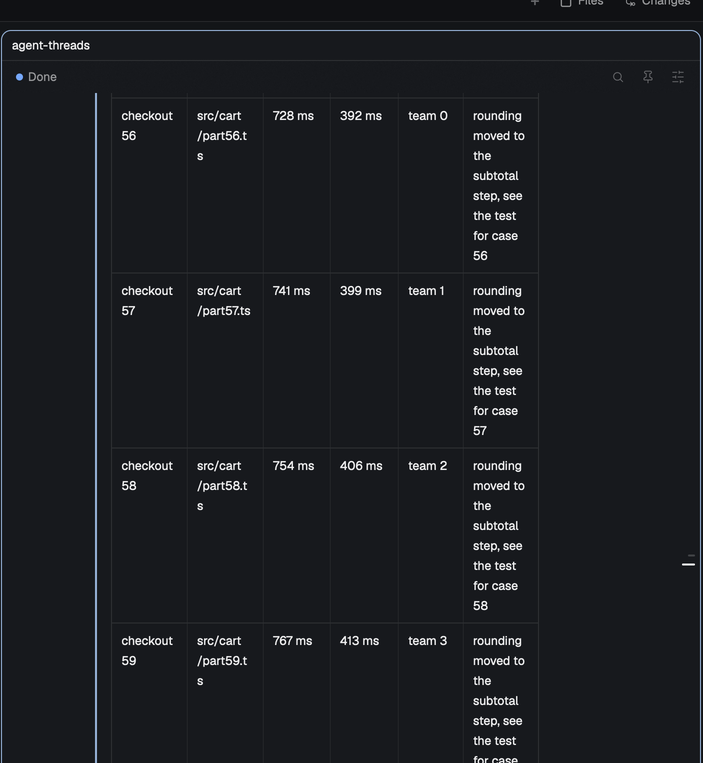 Files
Changes
agent-threads
Done
checkout 56
src/cart/part56.ts
728 ms
392 ms
team 0
rounding moved to the subtotal step, see the test for case 56
checkout 57
src/cart/part57.ts
741 ms
399 ms
team 1
rounding moved to the subtotal step, see the test for case 57
checkout 58
src/cart/part58.ts
754 ms
406 ms
team 2
rounding moved to the subtotal step, see the test for case 58
checkout 59
src/cart/part59.ts
767 ms
413 ms
team 3
rounding moved to the subtotal step, see the test for case